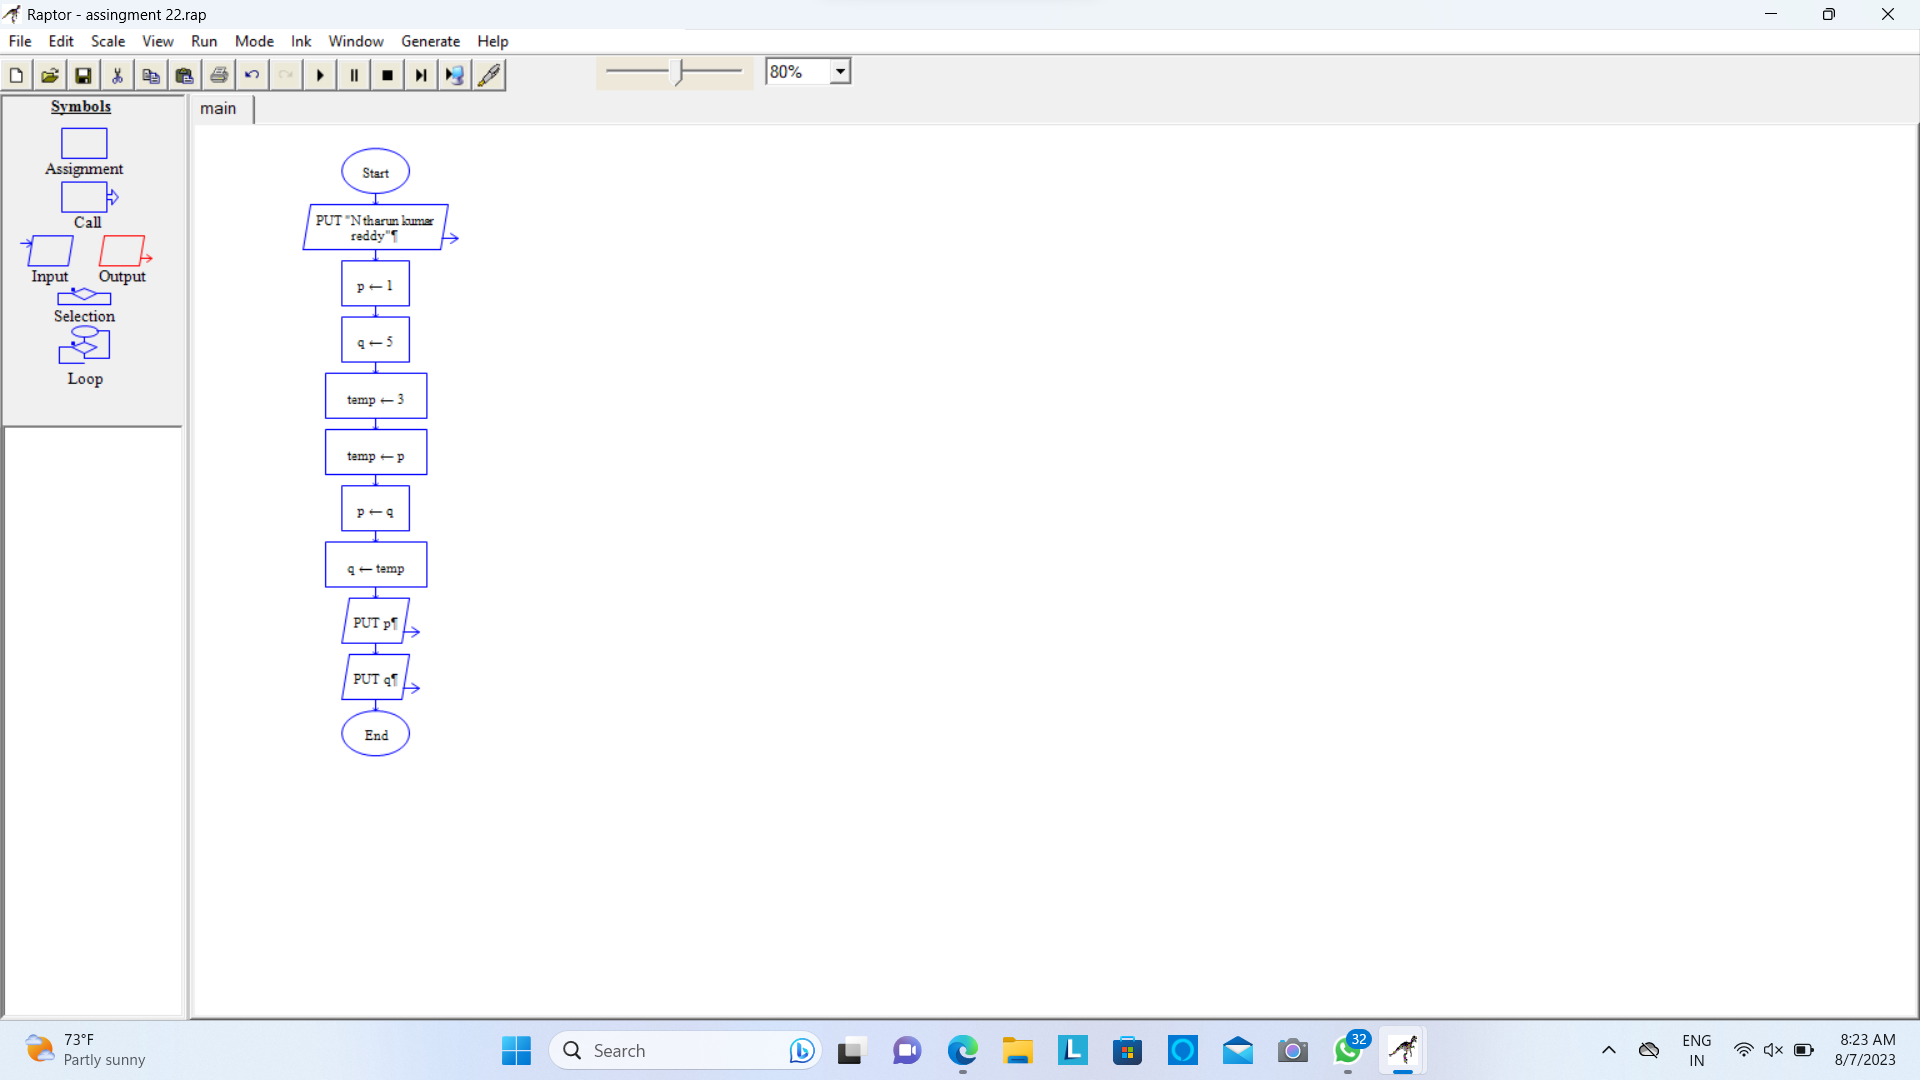 Raptor - assingment 22.rap
File Edit Scale View Run Mode Ink Window Generate Help
80%
Symbols
Assignment
Call
Input Output
Selection
Loop
main
Start
PUT "N tharun kumar
reddy"¶
p ← 1
q ← 5
temp ← 3
temp ← p
p ← q
q ← temp
PUT p¶
PUT q¶
End
73°F
Partly sunny
Search
L
32
ENG
IN
8:23 AM
8/7/2023